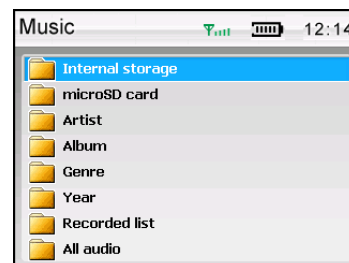 Music 12:14
Internal storage
microSD card
Artist
Album
Genre
Year
Recorded list
All audio